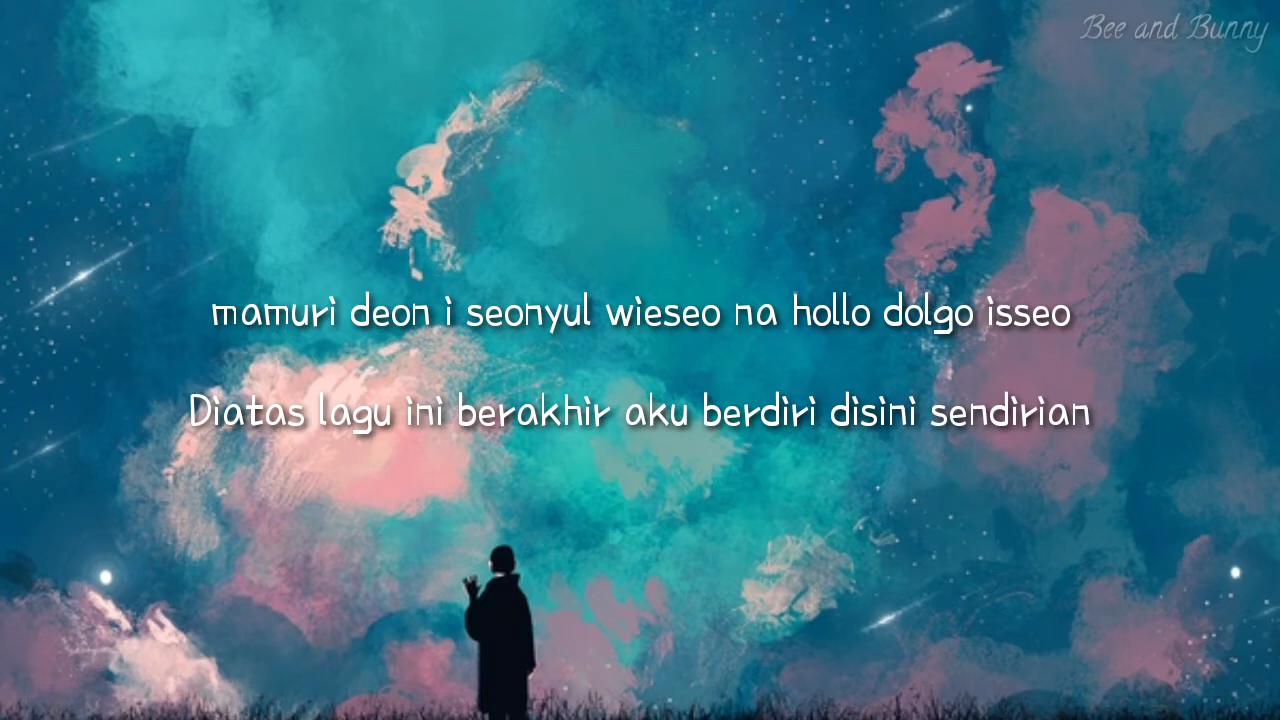 Bee and Bunny
mamuri deon i seonyul wieseo na hollo dolgo isseo
Diatas lagu ini berakhir aku berdiri disini sendirian